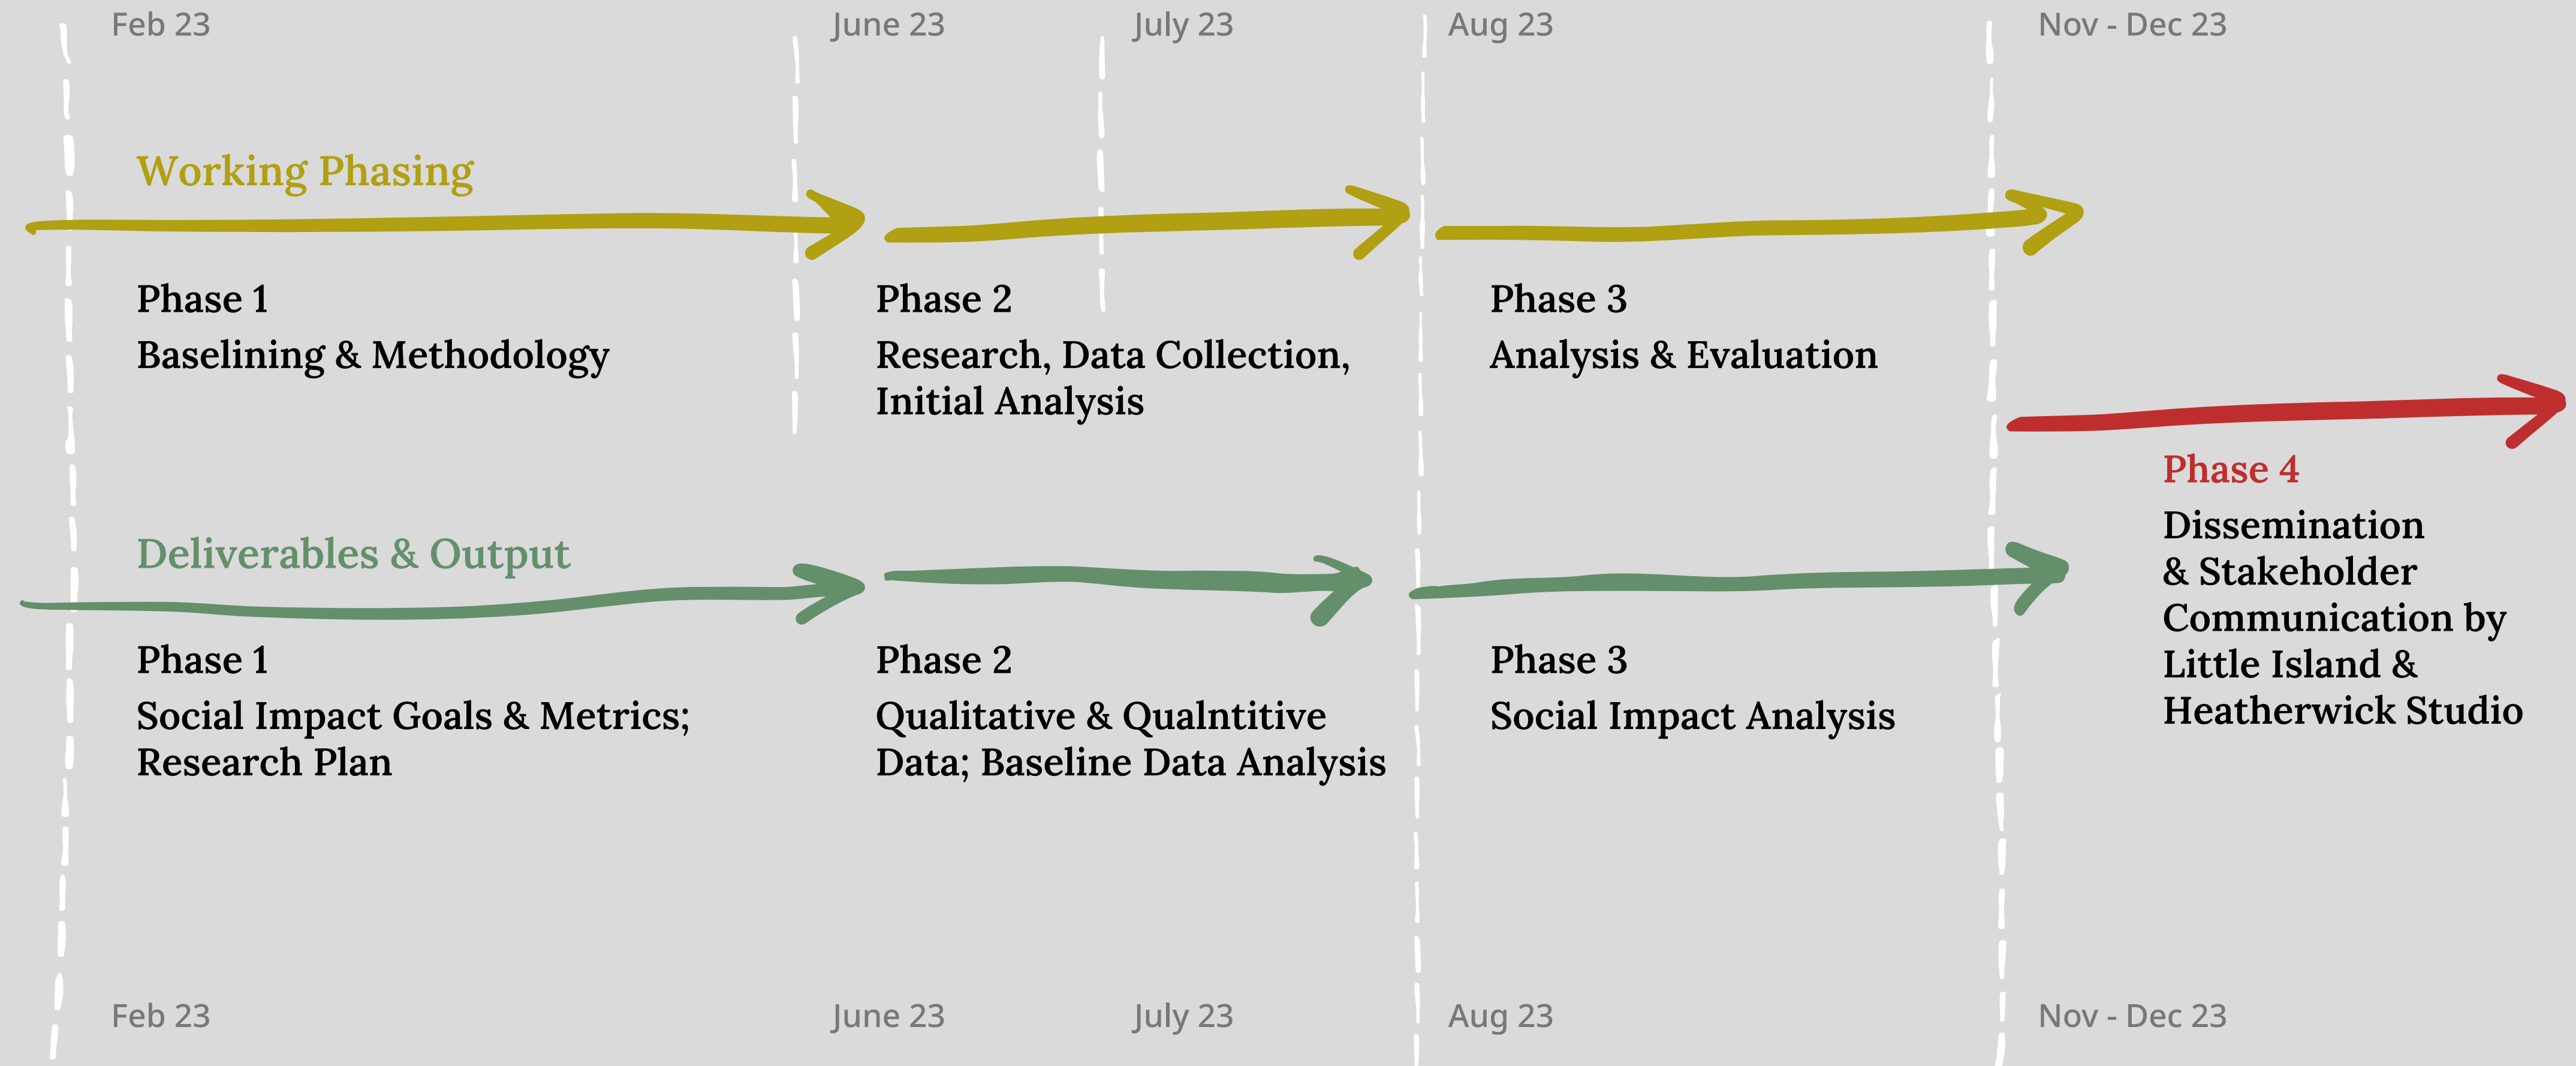 Feb 23
June 23
July 23
Aug 23
Nov - Dec 23
Working Phasing
Phase 1
Baselining & Methodology
Phase 2
Research, Data Collection,
Initial Analysis
Phase 3
Analysis & Evaluation
Deliverables & Output
Phase 1
Social Impact Goals & Metrics;
Research Plan
Phase 2
Qualitative & Qualntitive
Data; Baseline Data Analysis
Phase 3
Social Impact Analysis
Phase 4
Dissemination
& Stakeholder
Communication by
Little Island &
Heatherwick Studio
Feb 23
June 23
July 23
Aug 23
Nov - Dec 23